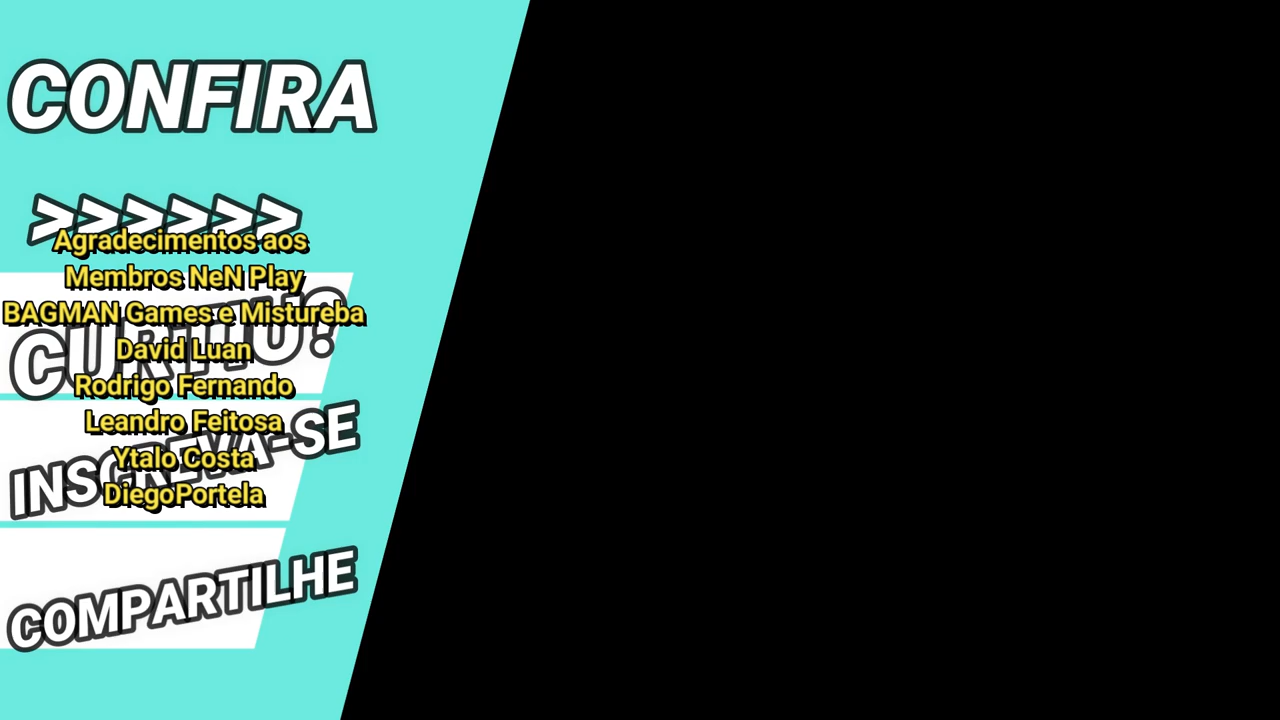 CONFIRA
>>>>>>
Agradecimentos aos
Membros NeN Play
BAGMAN Games e Mistureba
CURTIU?
David Luan
Rodrigo Fernando
Leandro Feitosa
INSCREVA-SE
Ytalo Costa
DiegoPortela
COMPARTILHE